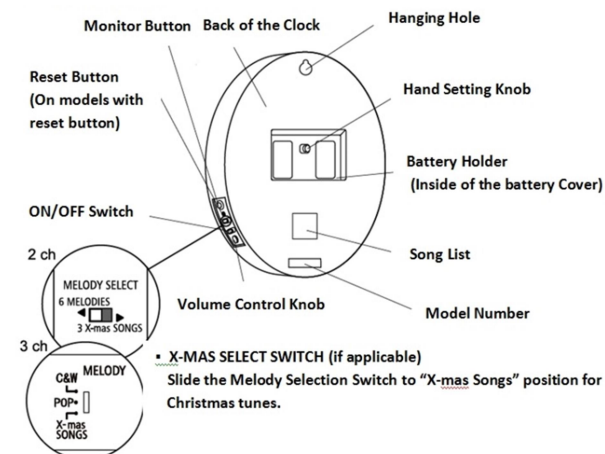 Monitor Button
Back of the Clock
Hanging Hole
Reset Button
(On models with
reset button)
Hand Setting Knob
Battery Holder
(Inside of the battery Cover)
ON/OFF Switch
Song List
2 ch
MELODY SELECT
6 MELODIES
3 X-mas SONGS
Volume Control Knob
Model Number
3 ch
MELODY
C&W
POP
X-mas
SONGS
▪ X-MAS SELECT SWITCH (if applicable)
Slide the Melody Selection Switch to “X-mas Songs” position for
Christmas tunes.